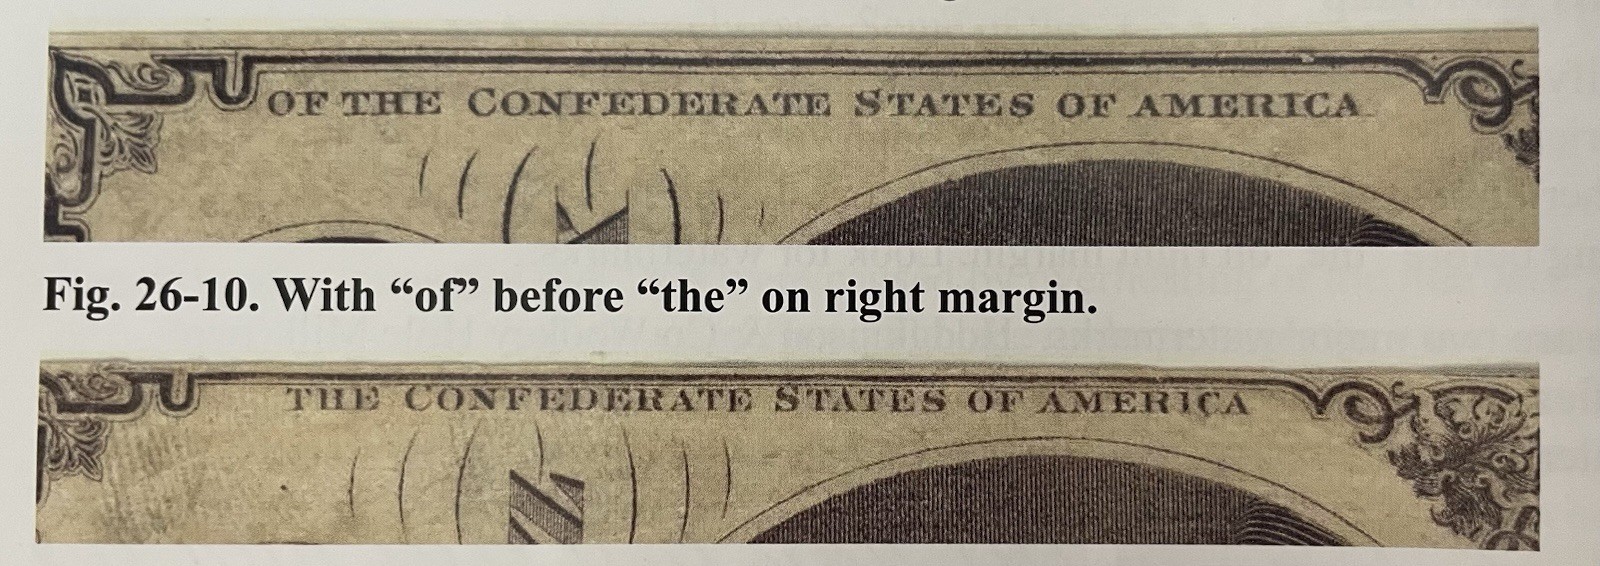 OF THE CONFEDERATE STATES OF AMERICA
Fig. 26-10. With “of” before “the” on right margin.
THE CONFEDERATE STATES OF AMERICA